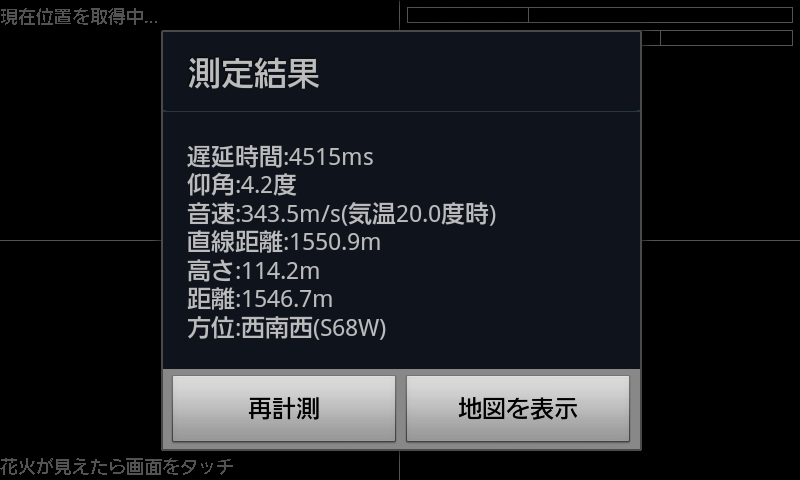 現在位置を取得中...
測定結果
遅延時間:4515ms
仰角:4.2度
音速:343.5m/s(気温20.0度時)
直線距離:1550.9m
高さ:114.2m
距離:1546.7m
方位:西南西(S68W)
再計測
地図を表示
花火が見えたら画面をタッチ